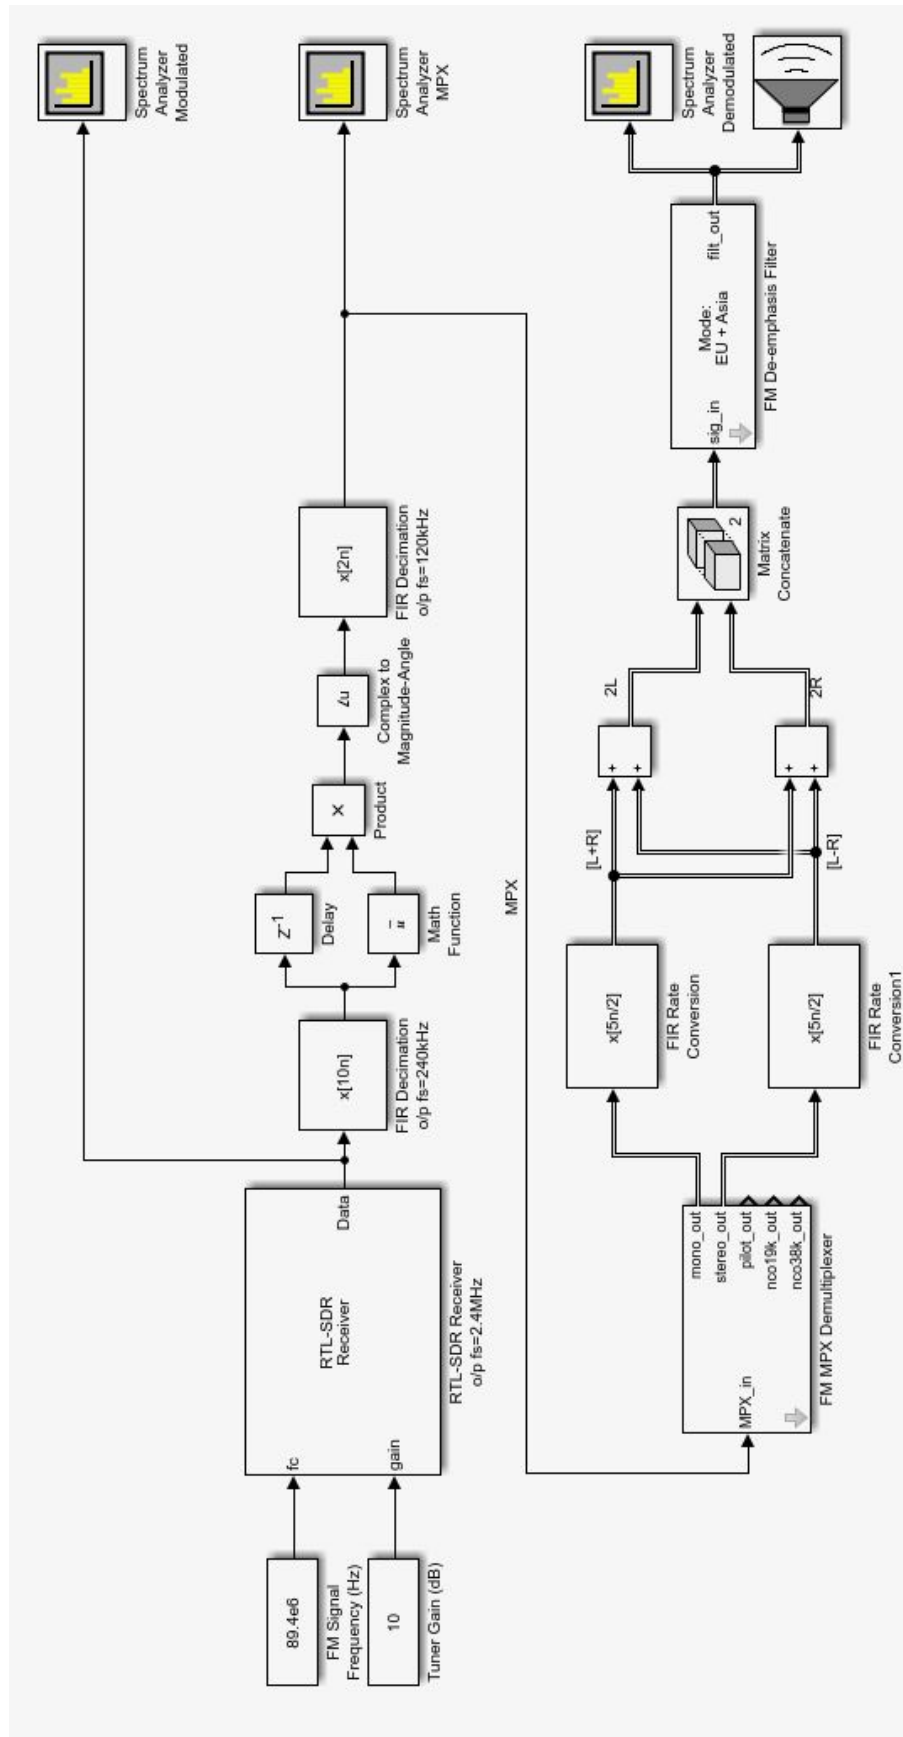 89.4e6
FM Signal
Frequency (Hz)
10
Tuner Gain (dB)
fc
gain
RTL-SDR
Receiver
Data
RTL-SDR Receiver
o/p fs=2.4MHz
x[10n]
FIR Decimation
o/p fs=240kHz
Z-1
Delay
u
Math
Function
×
Product
∠u
Complex to
Magnitude-Angle
x[2n]
FIR Decimation
o/p fs=120kHz
Spectrum
Analyzer
Modulated
Spectrum
Analyzer
MPX
MPX
MPX_in
mono_out
stereo_out
pilot_out
nco19k_out
nco38k_out
FM MPX Demultiplexer
x[5n/2]
FIR Rate
Conversion
x[5n/2]
FIR Rate
Conversion1
[L+R]
[L-R]
+
+
+
+
2L
2R
2
Matrix
Concatenate
sig_in
Mode:
EU + Asia
filt_out
FM De-emphasis Filter
Spectrum
Analyzer
Demodulated